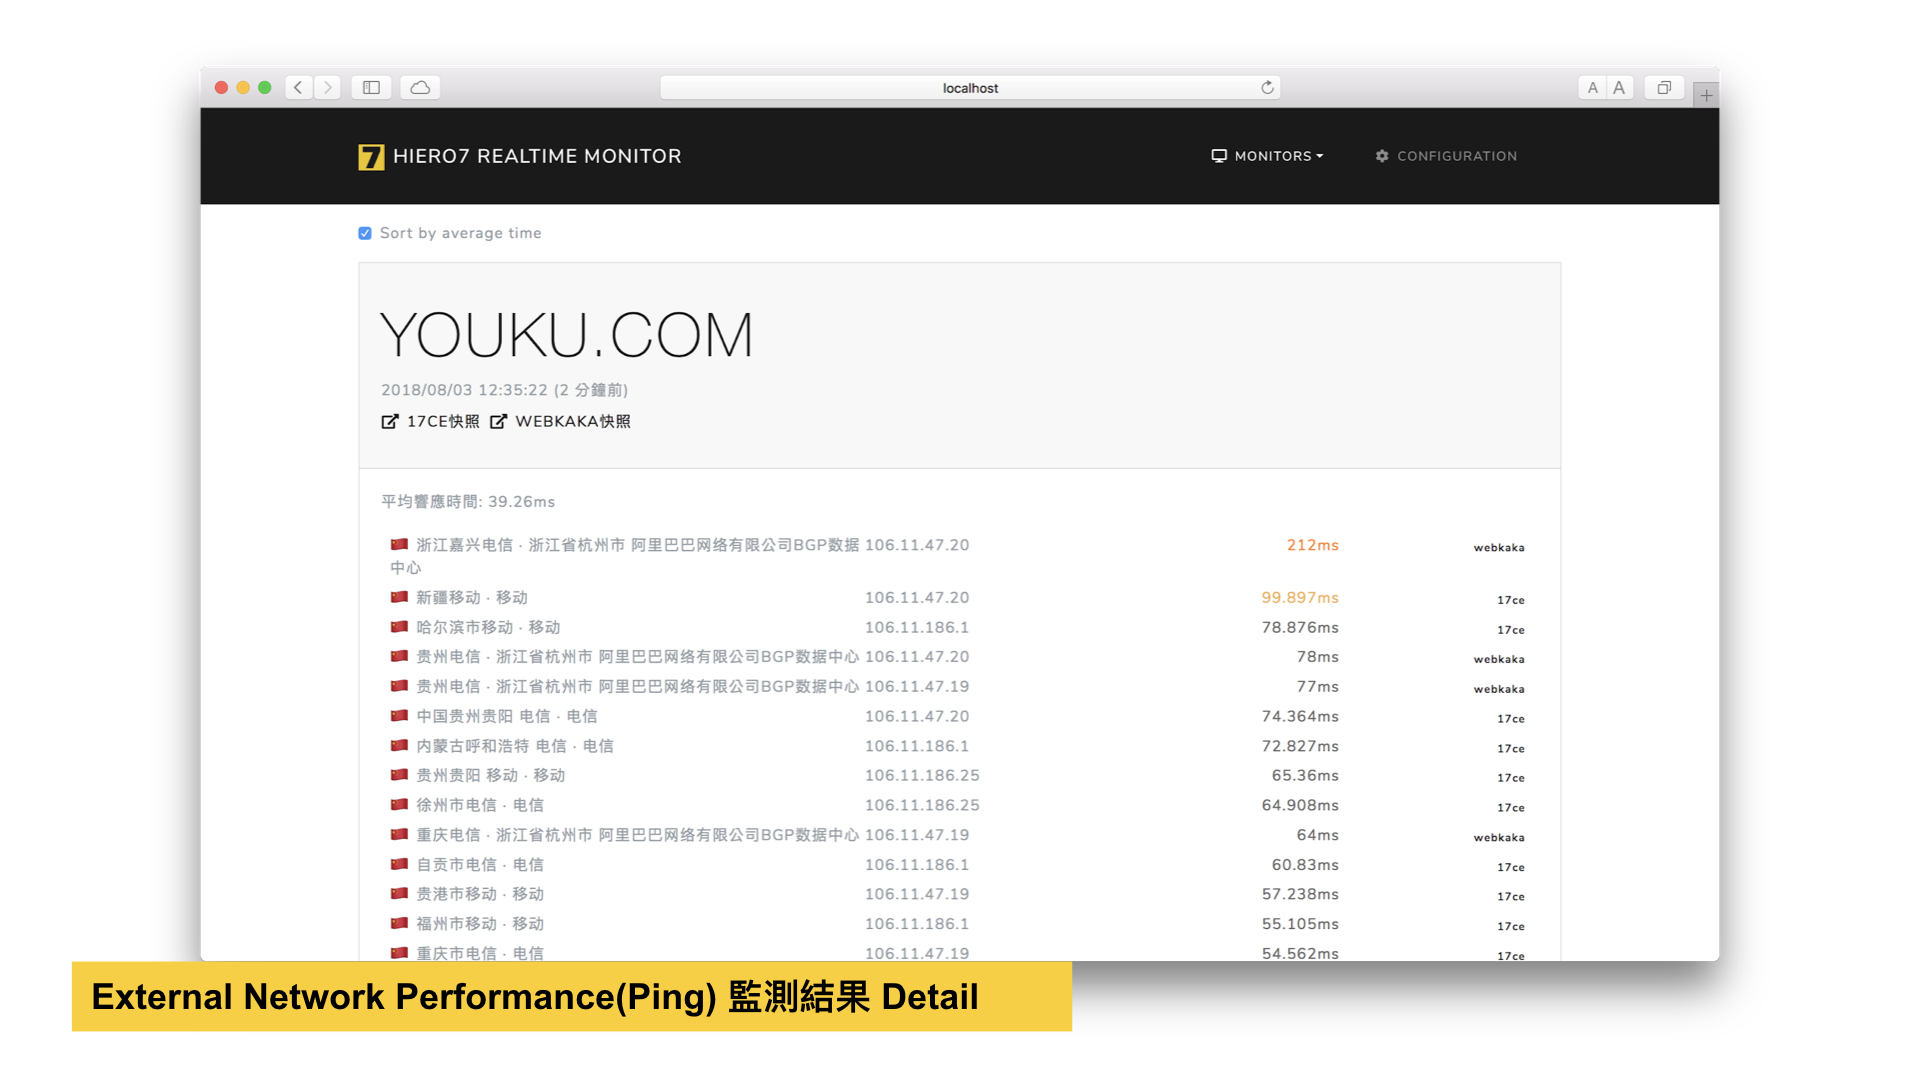 localhost
A A
7 HIERO7 REALTIME MONITOR MONITORS CONFIGURATION
Sort by average time
YOUKU.COM
2018/08/03 12:35:22 (2 分鐘前)
17CE快照 WEBKAKA快照
平均響應時間: 39.26ms
浙江嘉兴电信 · 浙江省杭州市 阿里巴巴网络有限公司BGP数据 106.11.47.20 212ms webkaka
中心
新疆移动 · 移动 106.11.47.20 99.897ms 17ce
哈尔滨市移动 · 移动 106.11.186.1 78.876ms 17ce
贵州电信 · 浙江省杭州市 阿里巴巴网络有限公司BGP数据中心 106.11.47.20 78ms webkaka
贵州电信 · 浙江省杭州市 阿里巴巴网络有限公司BGP数据中心 106.11.47.19 77ms webkaka
中国贵州贵阳 电信 · 电信 106.11.47.20 74.364ms 17ce
内蒙古呼和浩特 电信 · 电信 106.11.186.1 72.827ms 17ce
贵州贵阳 移动 · 移动 106.11.186.25 65.36ms 17ce
徐州市电信 · 电信 106.11.186.25 64.908ms 17ce
重庆电信 · 浙江省杭州市 阿里巴巴网络有限公司BGP数据中心 106.11.47.19 64ms webkaka
自贡市电信 · 电信 106.11.186.1 60.83ms 17ce
贵港市移动 · 移动 106.11.47.19 57.238ms 17ce
福州市移动 · 移动 106.11.186.1 55.105ms 17ce
重庆市电信 · 电信 106.11.47.19 54.562ms 17ce
External Network Performance(Ping) 監測結果 Detail